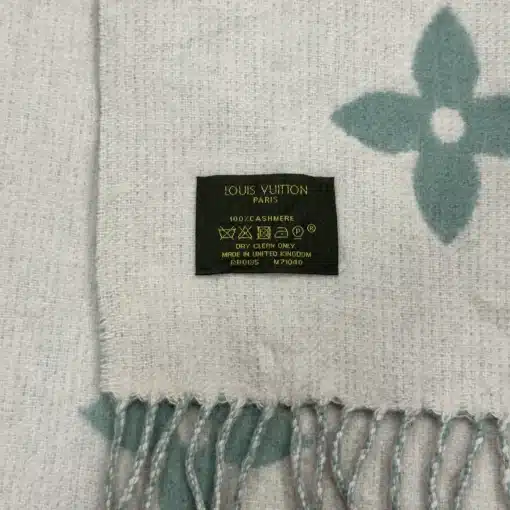 LOUIS VUITTON
PARIS
100%CASHMERE
P®
DRY CLEAN ONLY
MADE IN UNITED KINGDOM
M71040